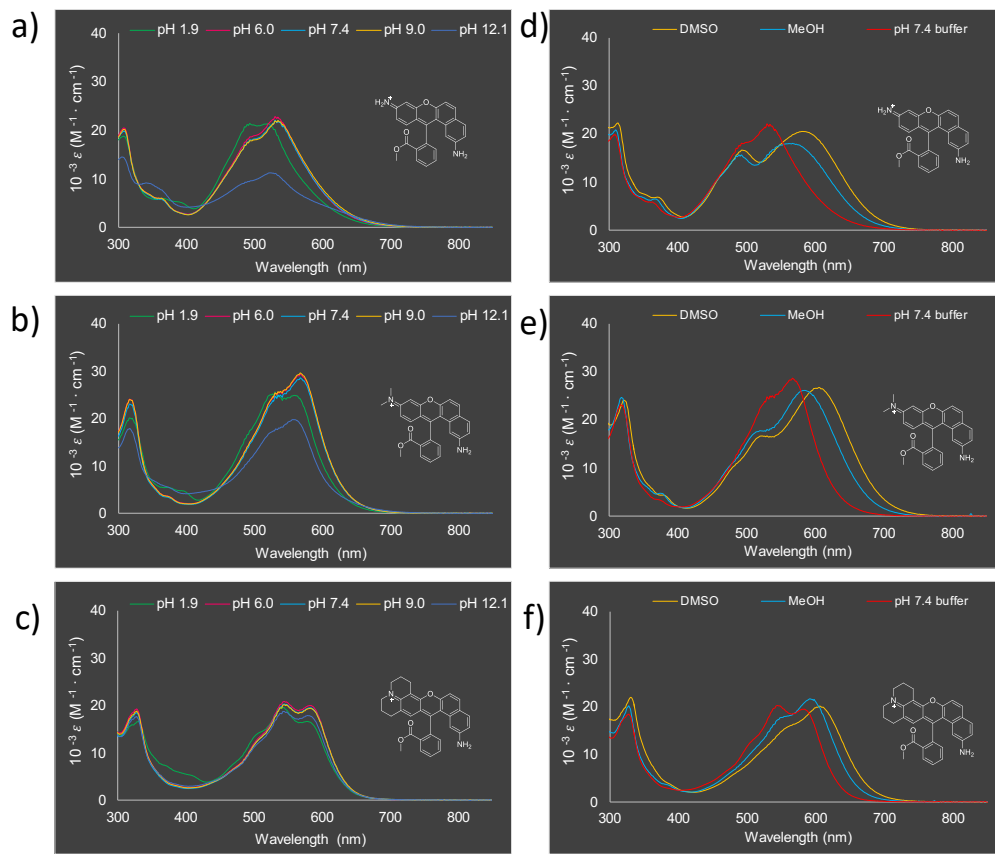 a)
pH 1.9 pH 6.0 pH 7.4 pH 9.0 pH 12.1
10 ⁻³ ε (M ⁻¹ · cm⁻¹)
40
30
20
10
0
300 400 500 600 700 800
Wavelength (nm)
H₂N
+
O
O
O
NH₂
d)
DMSO MeOH pH 7.4 buffer
10 ⁻³ ε (M ⁻¹ · cm⁻¹)
40
30
20
10
0
300 400 500 600 700 800
Wavelength (nm)
H₂N
+
O
O
O
NH₂
b)
pH 1.9 pH 6.0 pH 7.4 pH 9.0 pH 12.1
10 ⁻³ ε (M ⁻¹ · cm⁻¹)
40
30
20
10
0
300 400 500 600 700 800
Wavelength (nm)
N
+
O
O
O
NH₂
e)
DMSO MeOH pH 7.4 buffer
10 ⁻³ ε (M ⁻¹ · cm⁻¹)
40
30
20
10
0
300 400 500 600 700 800
Wavelength (nm)
N
+
O
O
O
NH₂
c)
pH 1.9 pH 6.0 pH 7.4 pH 9.0 pH 12.1
10 ⁻³ ε (M ⁻¹ · cm⁻¹)
40
30
20
10
0
300 400 500 600 700 800
Wavelength (nm)
N
+
O
O
O
NH₂
f)
DMSO MeOH pH 7.4 buffer
10 ⁻³ ε (M ⁻¹ · cm⁻¹)
40
30
20
10
0
300 400 500 600 700 800
Wavelength (nm)
N
+
O
O
O
NH₂